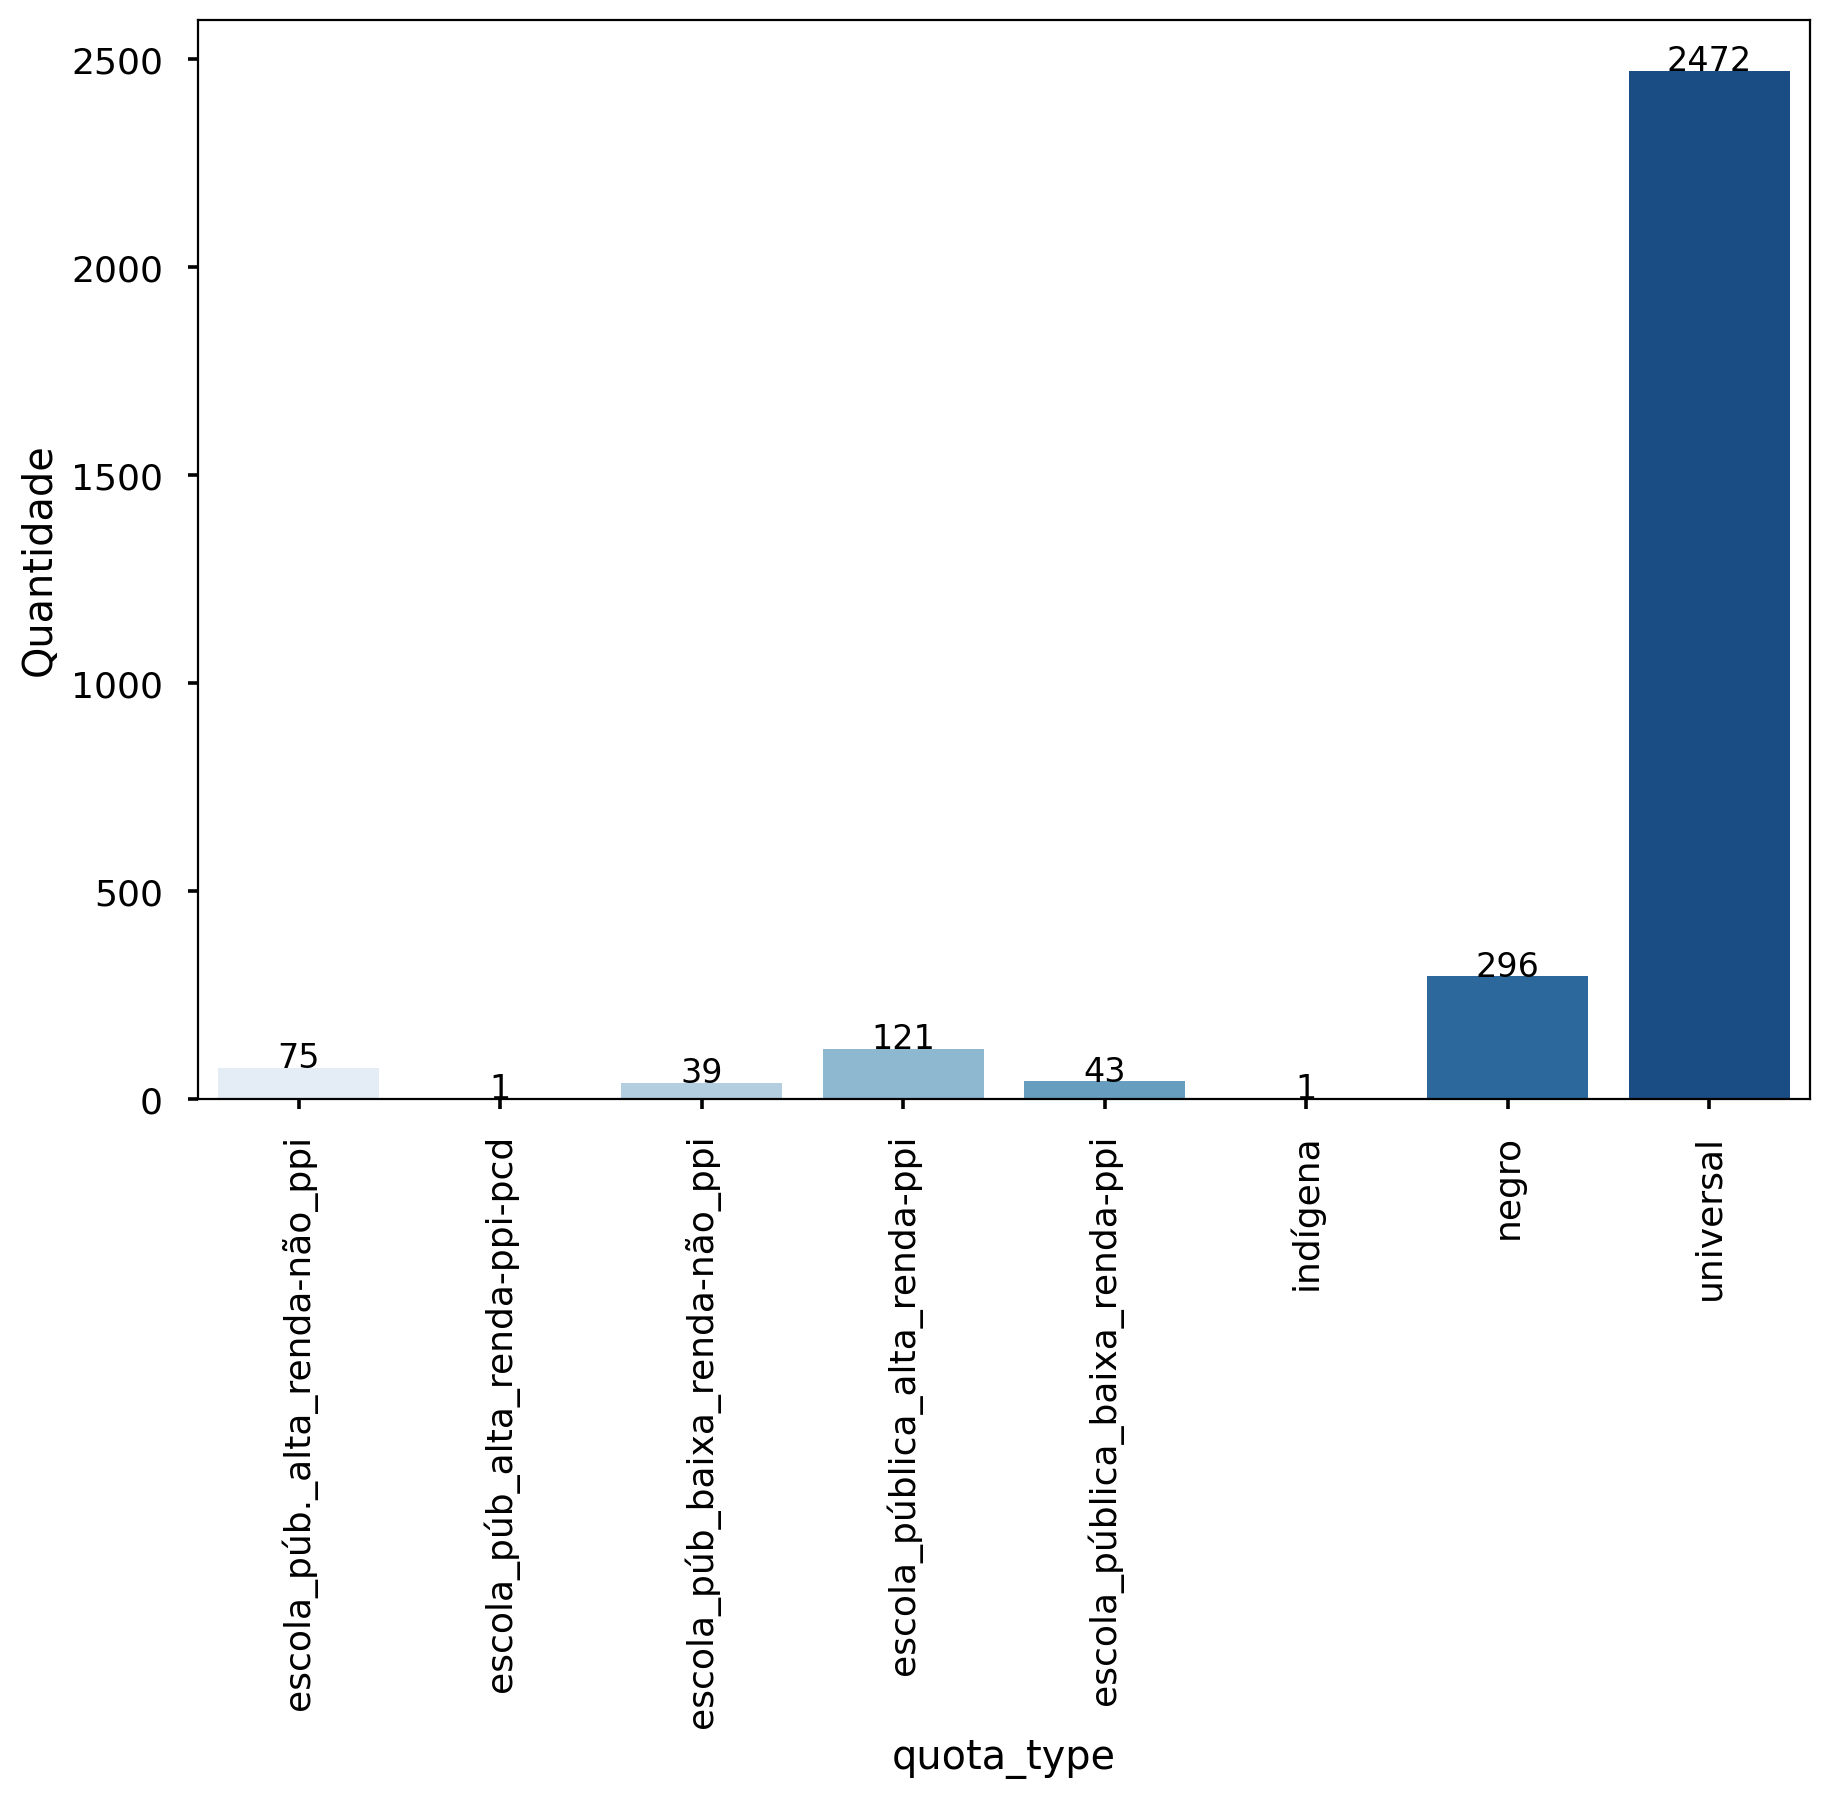 2500
2000
1500
1000
500
0
Quantidade
75
1
39
121
43
1
296
2472
escola_púb._alta_renda-não_ppi
escola_púb_alta_renda-ppi-pcd
escola_púb_baixa_renda-não_ppi
escola_pública_alta_renda-ppi
escola_pública_baixa_renda-ppi
indígena
negro
universal
quota_type